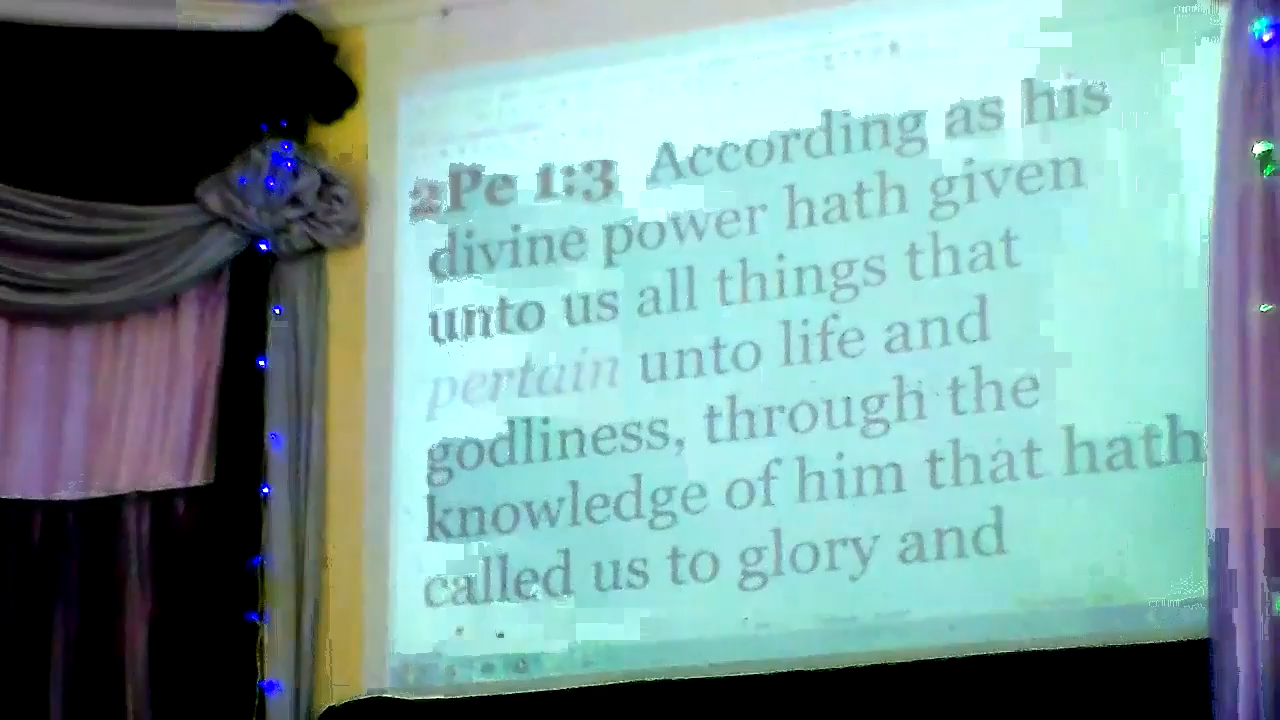 2Pe 1:3 According as his
divine power hath given
unto us all things that
pertain unto life and
godliness, through the
knowledge of him that hath
called us to glory and